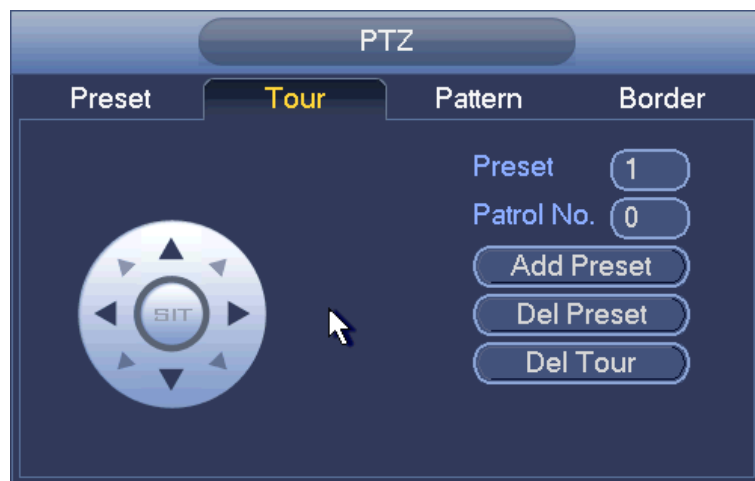 PTZ
Preset Tour Pattern Border
Preset 1
Patrol No. 0
Add Preset
SIT
Del Preset
Del Tour